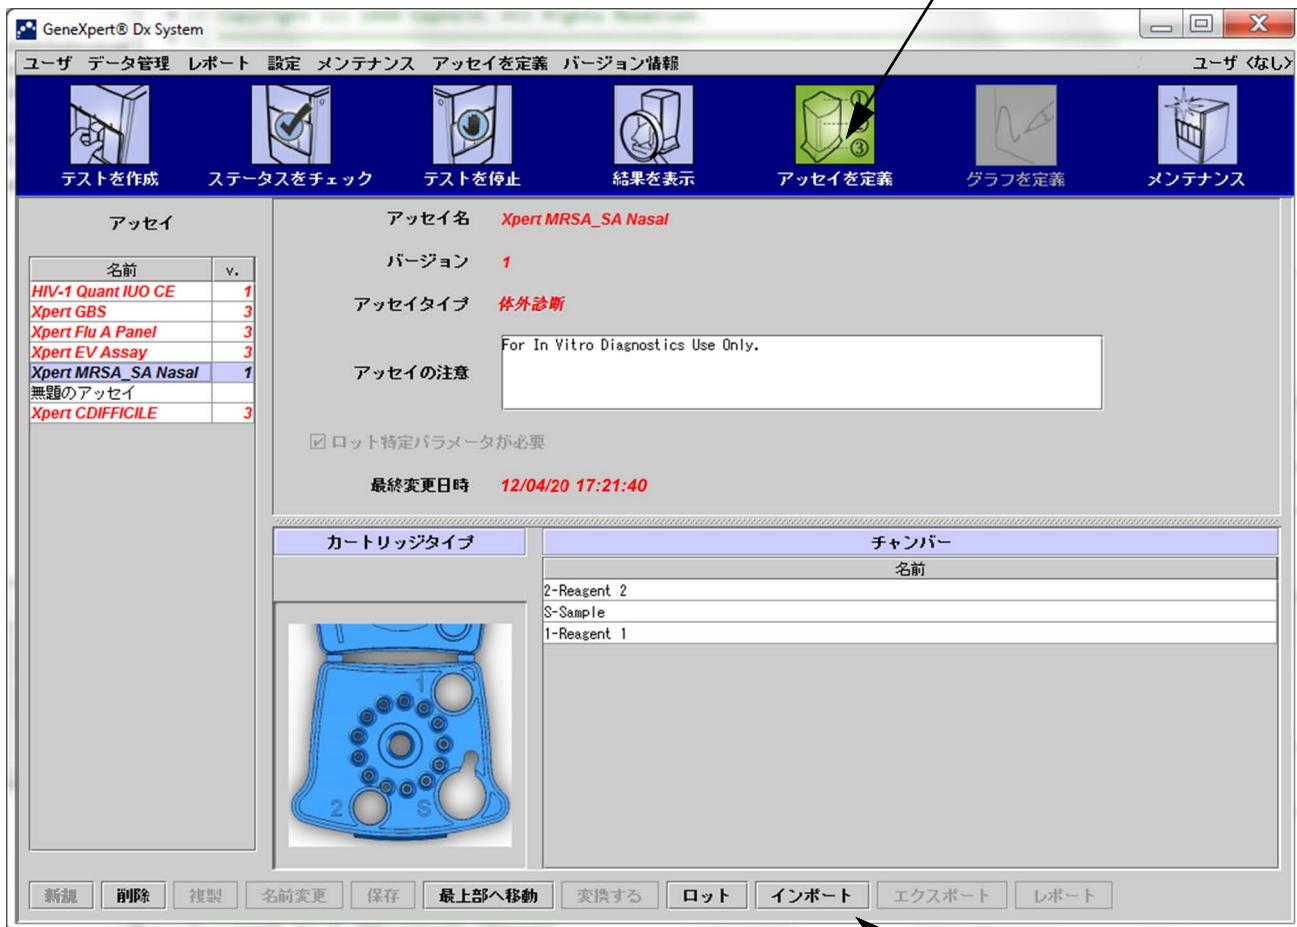 GeneXpert® Dx System
ユーザ データ管理 レポート 設定 メンテナンス アッセイを定義 バージョン情報 ユーザ <なし>
テストを作成 ステータスをチェック テストを停止 結果を表示 アッセイを定義 グラフを定義 メンテナンス
① ② ③
アッセイ
名前 v.
HIV-1 Quant IUO CE 1
Xpert GBS 3
Xpert Flu A Panel 3
Xpert EV Assay 3
Xpert MRSA_SA Nasal 1
無題のアッセイ
Xpert CDIFFICILE 3
アッセイ名 Xpert MRSA_SA Nasal
バージョン 1
アッセイタイプ 体外診断
アッセイの注意 For In Vitro Diagnostics Use Only.
ロット特定パラメータが必要
最終変更日時 12/04/20 17:21:40
カートリッジタイプ
1
2 S
チャンバー
名前
2-Reagent 2
S-Sample
1-Reagent 1
新規 削除 複製 名前変更 保存 最上部へ移動 変換する ロット インポート エクスポート レポート